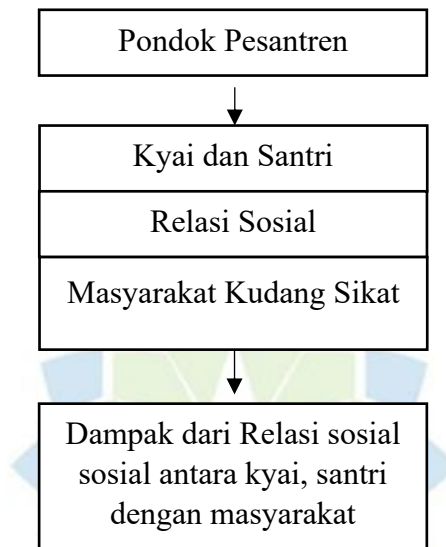 Pondok Pesantren
Kyai dan Santri
Relasi Sosial
Masyarakat Kudang Sikat
Dampak dari Relasi sosial
sosial antara kyai, santri
dengan masyarakat